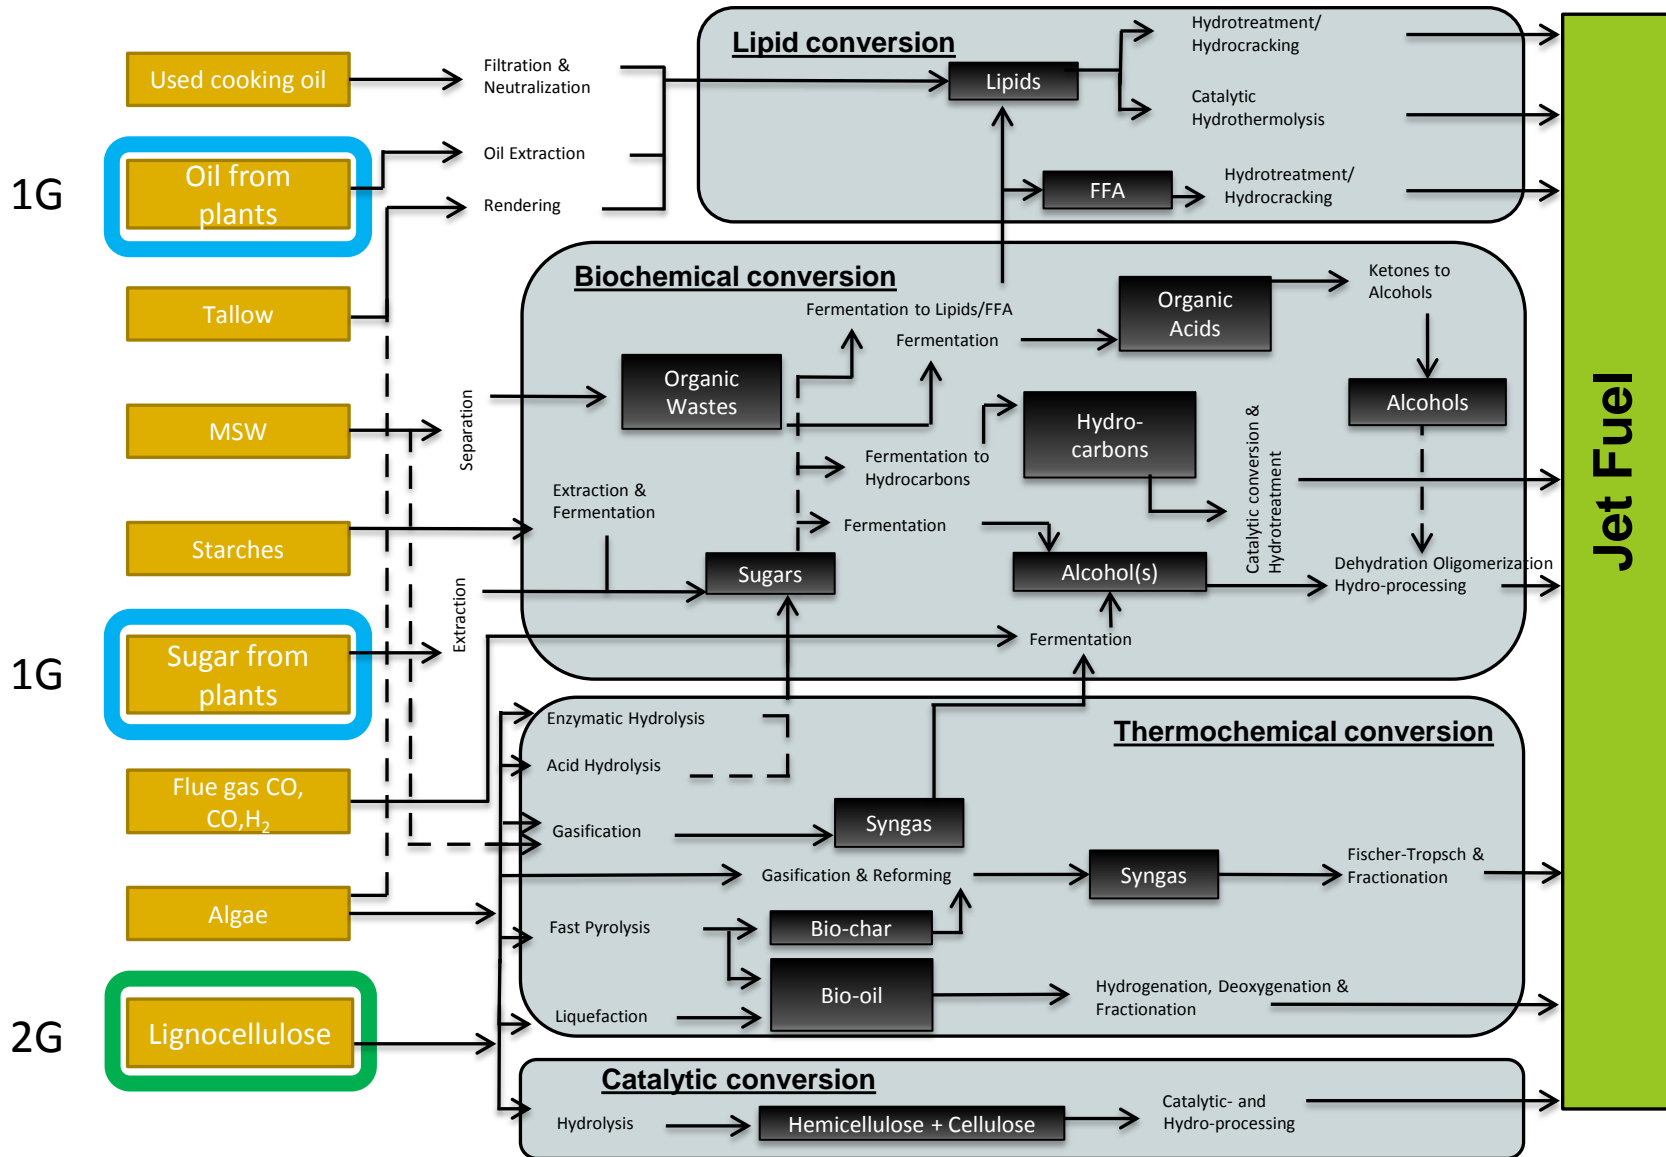 1G
1G
2G
Used cooking oil
Oil from
plants
Tallow
MSW
Starches
Sugar from
plants
Flue gas CO,
CO,H₂
Algae
Lignocellulose
Filtration &
Neutralization
Oil Extraction
Rendering
Separation
Extraction
Lipid conversion
Lipids
Hydrotreatment/
Hydrocracking
Catalytic
Hydrothermolysis
FFA
Hydrotreatment/
Hydrocracking
Biochemical conversion
Fermentation to Lipids/FFA
Fermentation
Organic
Acids
Ketones to
Alcohols
Organic
Wastes
Alcohols
Hydro-
carbons
Fermentation to
Hydrocarbons
Catalytic conversion &
Hydrotreatment
Extraction &
Fermentation
Fermentation
Sugars
Alcohol(s)
Dehydration Oligomerization
Hydro-processing
Fermentation
Thermochemical conversion
Enzymatic Hydrolysis
Acid Hydrolysis
Gasification
Syngas
Gasification & Reforming
Syngas
Fischer-Tropsch &
Fractionation
Fast Pyrolysis
Bio-char
Bio-oil
Hydrogenation, Deoxygenation &
Fractionation
Liquefaction
Catalytic conversion
Hydrolysis
Hemicellulose + Cellulose
Catalytic- and
Hydro-processing
Jet Fuel